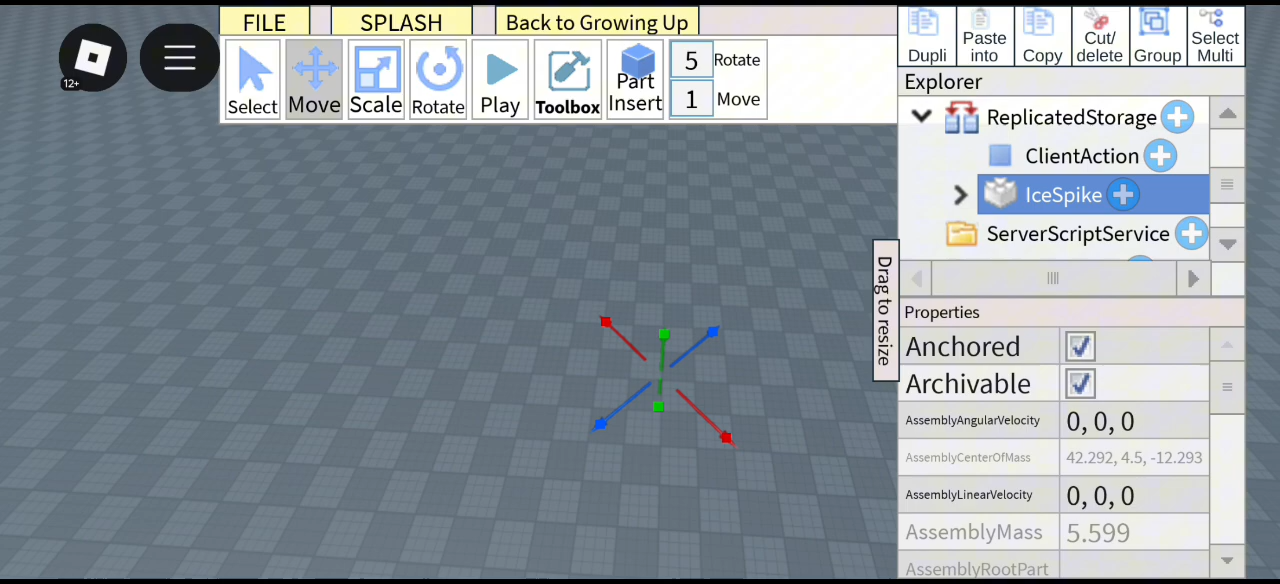 FILE
SPLASH
Back to Growing Up
12+
Select
Move
Scale
Rotate
Play
Toolbox
Part
Insert
5 Rotate
1 Move
Dupli
Paste
into
Copy
Cut/
delete
Group
Select
Multi
Explorer
ReplicatedStorage
ClientAction
IceSpike
ServerScriptService
Drag to resize
Properties
Anchored
Archivable
AssemblyAngularVelocity 0, 0, 0
AssemblyCenterOfMass 42.292, 4.5, -12.293
AssemblyLinearVelocity 0, 0, 0
AssemblyMass 5.599
AssemblyRootPart